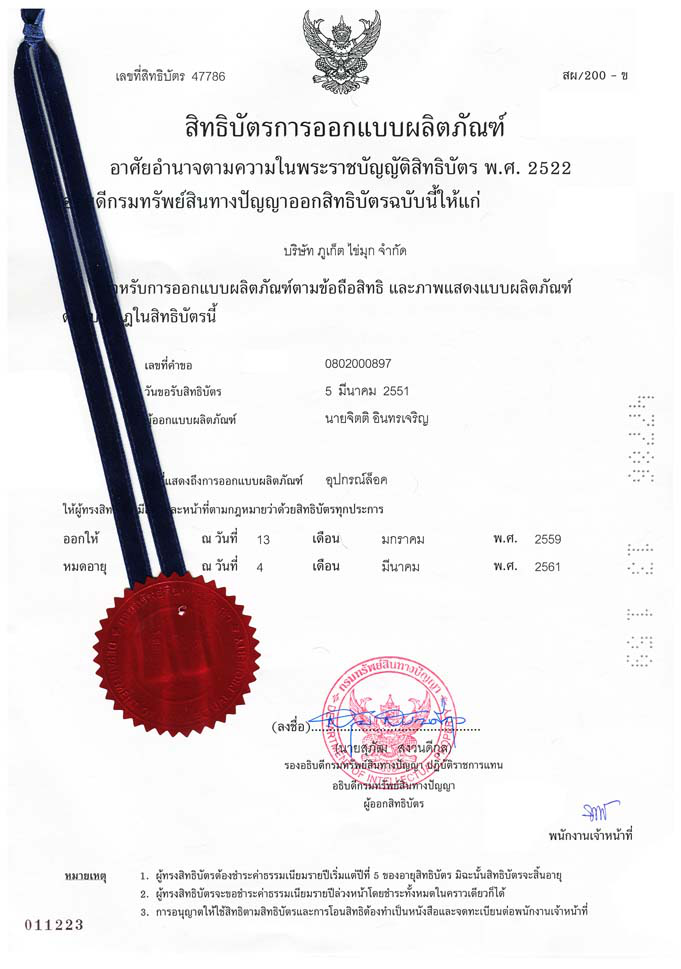 เลขที่สิทธิบัตร 47786
สผ/200 - ข
สิทธิบัตรการออกแบบผลิตภัณฑ์
อาศัยอำนาจตามความในพระราชบัญญัติสิทธิบัตร พ.ศ. 2522
ดีกรมทรัพย์สินทางปัญญาออกสิทธิบัตรฉบับนี้ให้แก่
บริษัท ภูเก็ต ไข่มุก จำกัด
หรับการออกแบบผลิตภัณฑ์ตามข้อถือสิทธิ และภาพแสดงแบบผลิตภัณฑ์
ฏในสิทธิบัตรนี้
เลขที่คำขอ 0802000897
วันขอรับสิทธิบัตร 5 มีนาคม 2551
ผู้ออกแบบผลิตภัณฑ์ นายจิตติ อินทรเจริญ
ที่แสดงถึงการออกแบบผลิตภัณฑ์ อุปกรณ์ล็อค
ให้ผู้ทรงสิทธิ และหน้าที่ตามกฎหมายว่าด้วยสิทธิบัตรทุกประการ
ออกให้ ณ วันที่ 13 เดือน มกราคม พ.ศ. 2559
หมดอายุ ณ วันที่ 4 เดือน มีนาคม พ.ศ. 2561
กรมทรัพย์สินทางปัญญา
DEPARTMENT OF INTELLECTUAL PROPERTY
(ลงชื่อ)
(นายสุภัฒ สงวนดีกุล)
รองอธิบดีกรมทรัพย์สินทางปัญญา ปฏิบัติราชการแทน
อธิบดีกรมทรัพย์สินทางปัญญา
ผู้ออกสิทธิบัตร
พนักงานเจ้าหน้าที่
หมายเหตุ 1. ผู้ทรงสิทธิบัตรต้องชำระค่าธรรมเนียมรายปีเริ่มแต่ปีที่ 5 ของอายุสิทธิบัตร มิฉะนั้นสิทธิบัตรจะสิ้นอายุ
2. ผู้ทรงสิทธิบัตรจะขอชำระค่าธรรมเนียมรายปีล่วงหน้าโดยชำระทั้งหมดในคราวเดียวก็ได้
3. การอนุญาตให้ใช้สิทธิตามสิทธิบัตรและการโอนสิทธิต้องทำเป็นหนังสือและจดทะเบียนต่อพนักงานเจ้าหน้าที่
011223